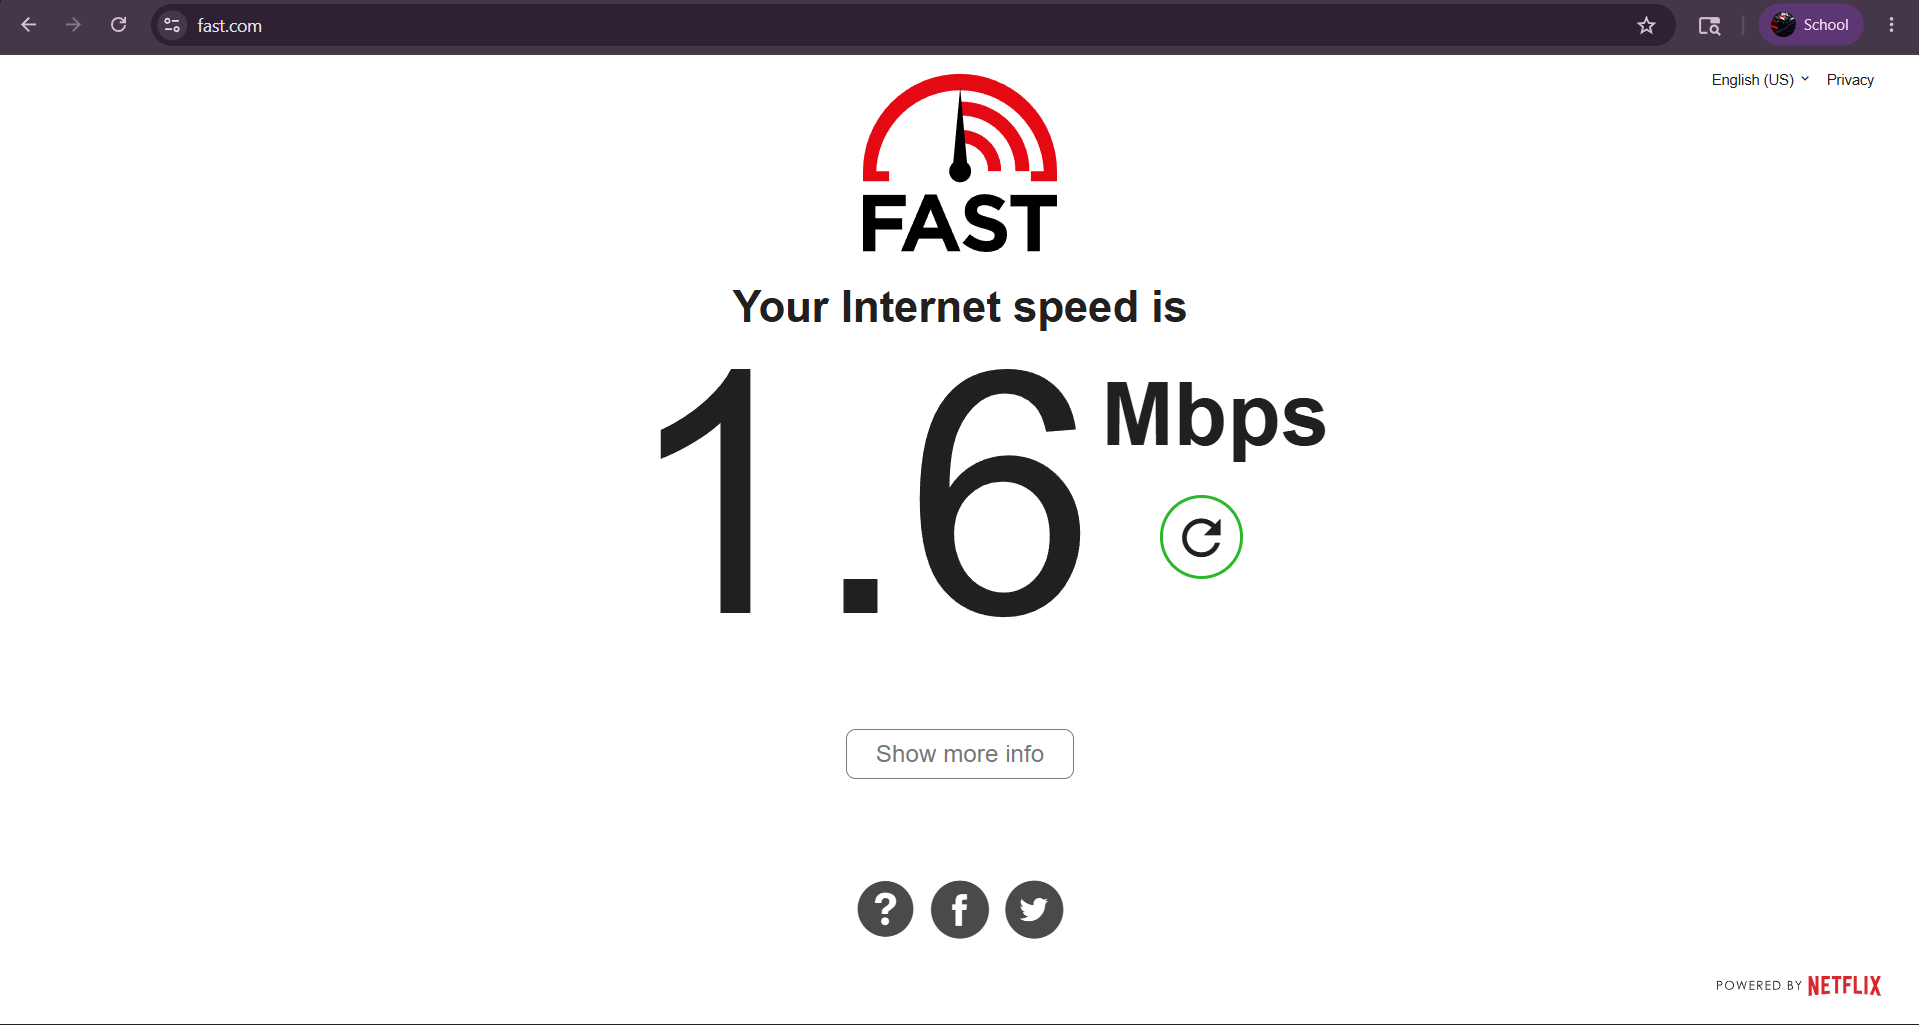 fast.com
School
English (US)
Privacy
FAST
Your Internet speed is
1.6 Mbps
Show more info
?
f
POWERED BY NETFLIX